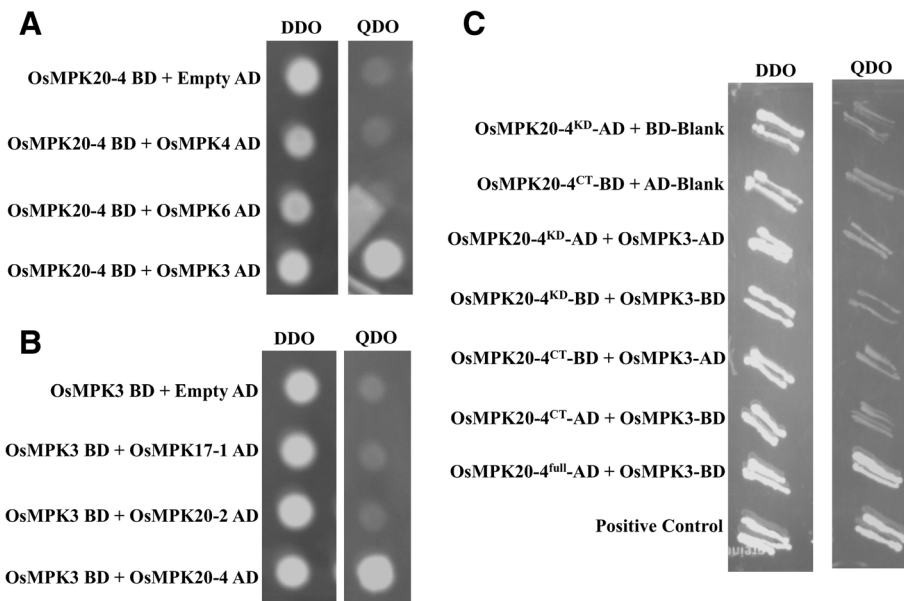 A
DDO QDO
OsMPK20-4 BD + Empty AD
OsMPK20-4 BD + OsMPK4 AD
OsMPK20-4 BD + OsMPK6 AD
OsMPK20-4 BD + OsMPK3 AD
B
DDO QDO
OsMPK3 BD + Empty AD
OsMPK3 BD + OsMPK17-1 AD
OsMPK3 BD + OsMPK20-2 AD
OsMPK3 BD + OsMPK20-4 AD
C
DDO QDO
OsMPK20-4ᴷᴰ-AD + BD-Blank
OsMPK20-4ᶜᵀ-BD + AD-Blank
OsMPK20-4ᴷᴰ-AD + OsMPK3-AD
OsMPK20-4ᴷᴰ-BD + OsMPK3-BD
OsMPK20-4ᶜᵀ-BD + OsMPK3-AD
OsMPK20-4ᶜᵀ-AD + OsMPK3-BD
OsMPK20-4ᶠᵘˡˡ-AD + OsMPK3-BD
Positive Control